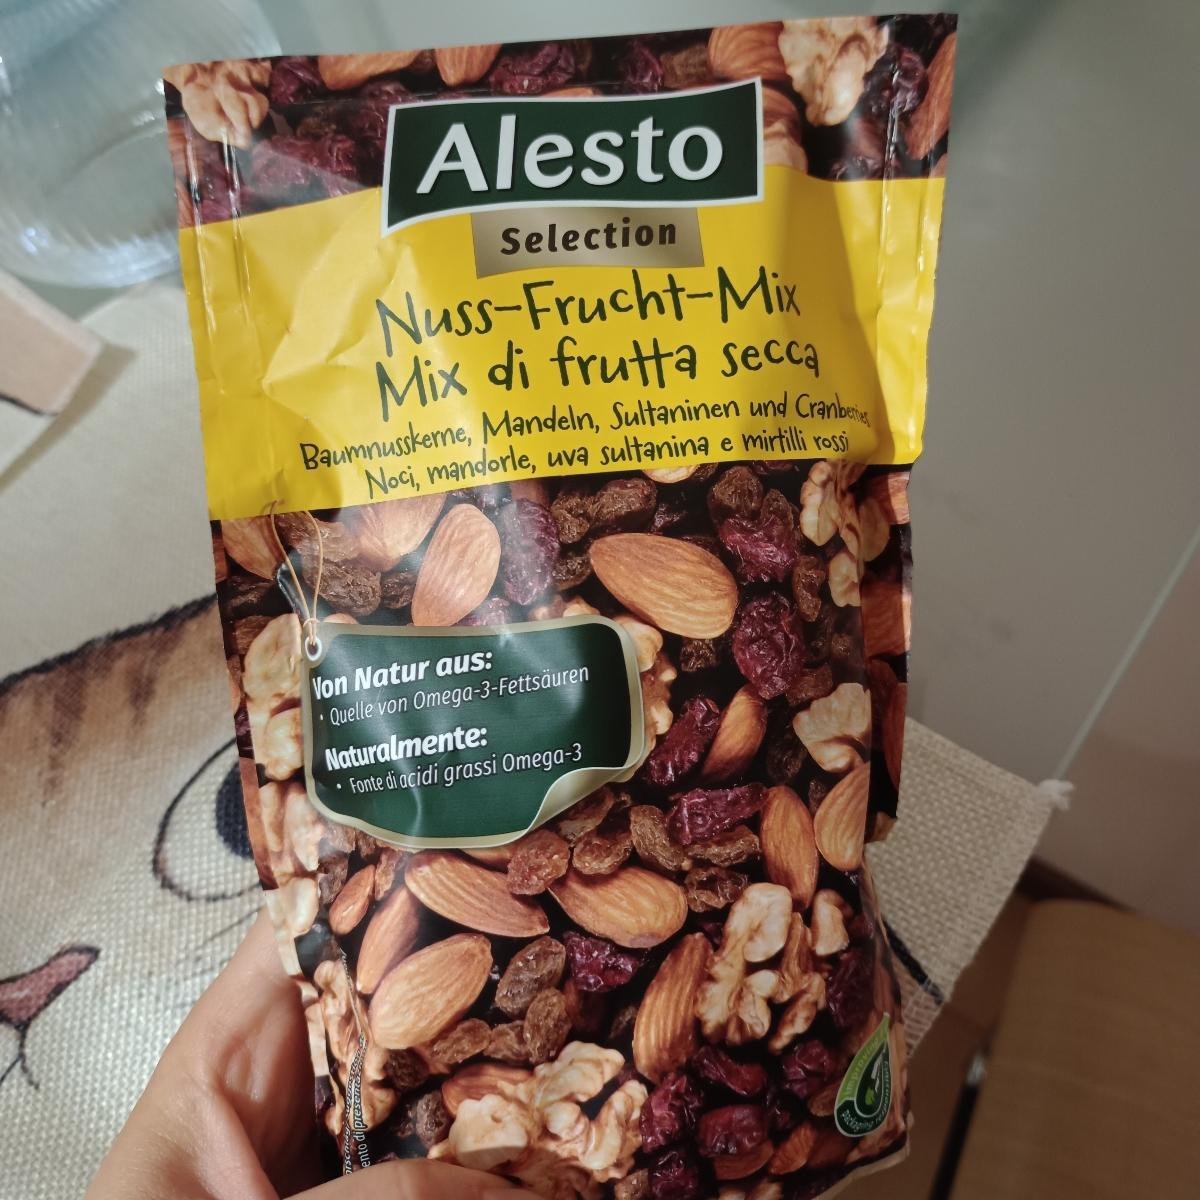 Alesto
Selection
Nuss-Frucht-Mix
Mix di frutta secca
Baumnusskerne, Mandeln, Sultaninen und Cranberries
Noci, mandorle, uva sultanina e mirtilli rossi
Von Natur aus:
• Quelle von Omega-3-Fettsäuren
Naturalmente:
• Fonte di acidi grassi Omega-3